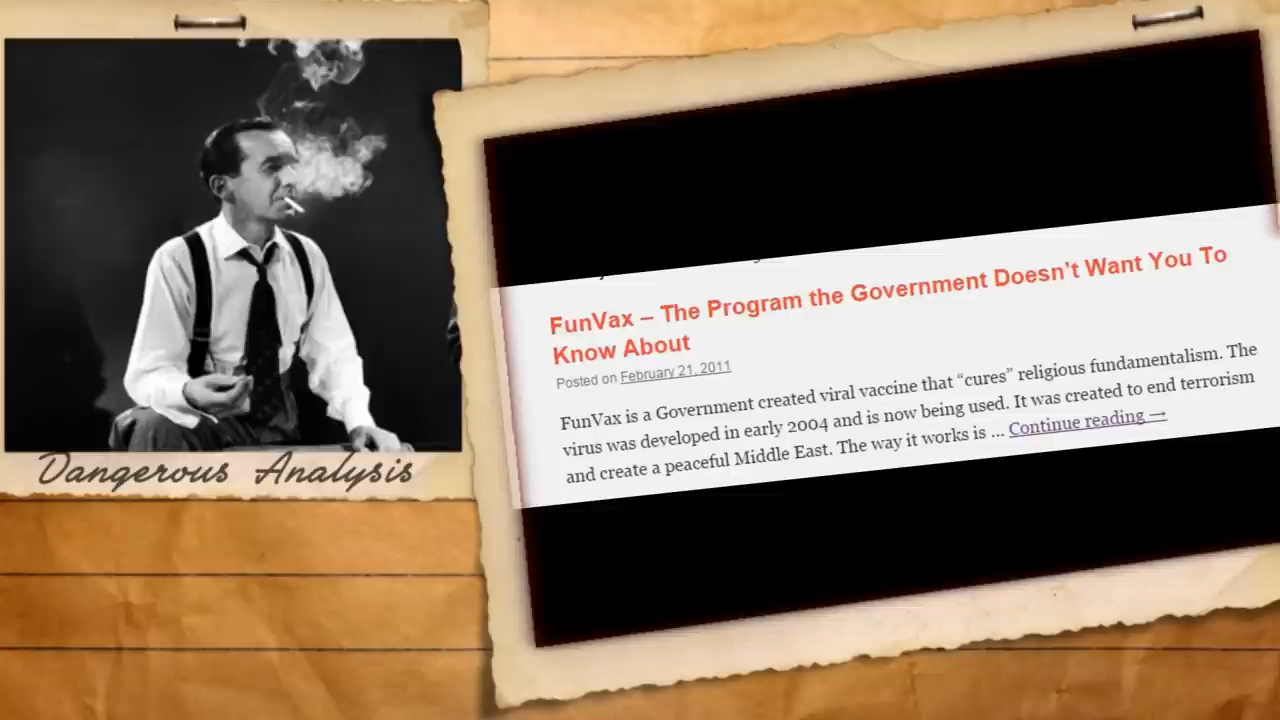 Dangerous Analysis
FunVax – The Program the Government Doesn’t Want You To
Know About
Posted on February 21, 2011
FunVax is a Government created viral vaccine that “cures” religious fundamentalism. The
virus was developed in early 2004 and is now being used. It was created to end terrorism
and create a peaceful Middle East. The way it works is ... Continue reading →